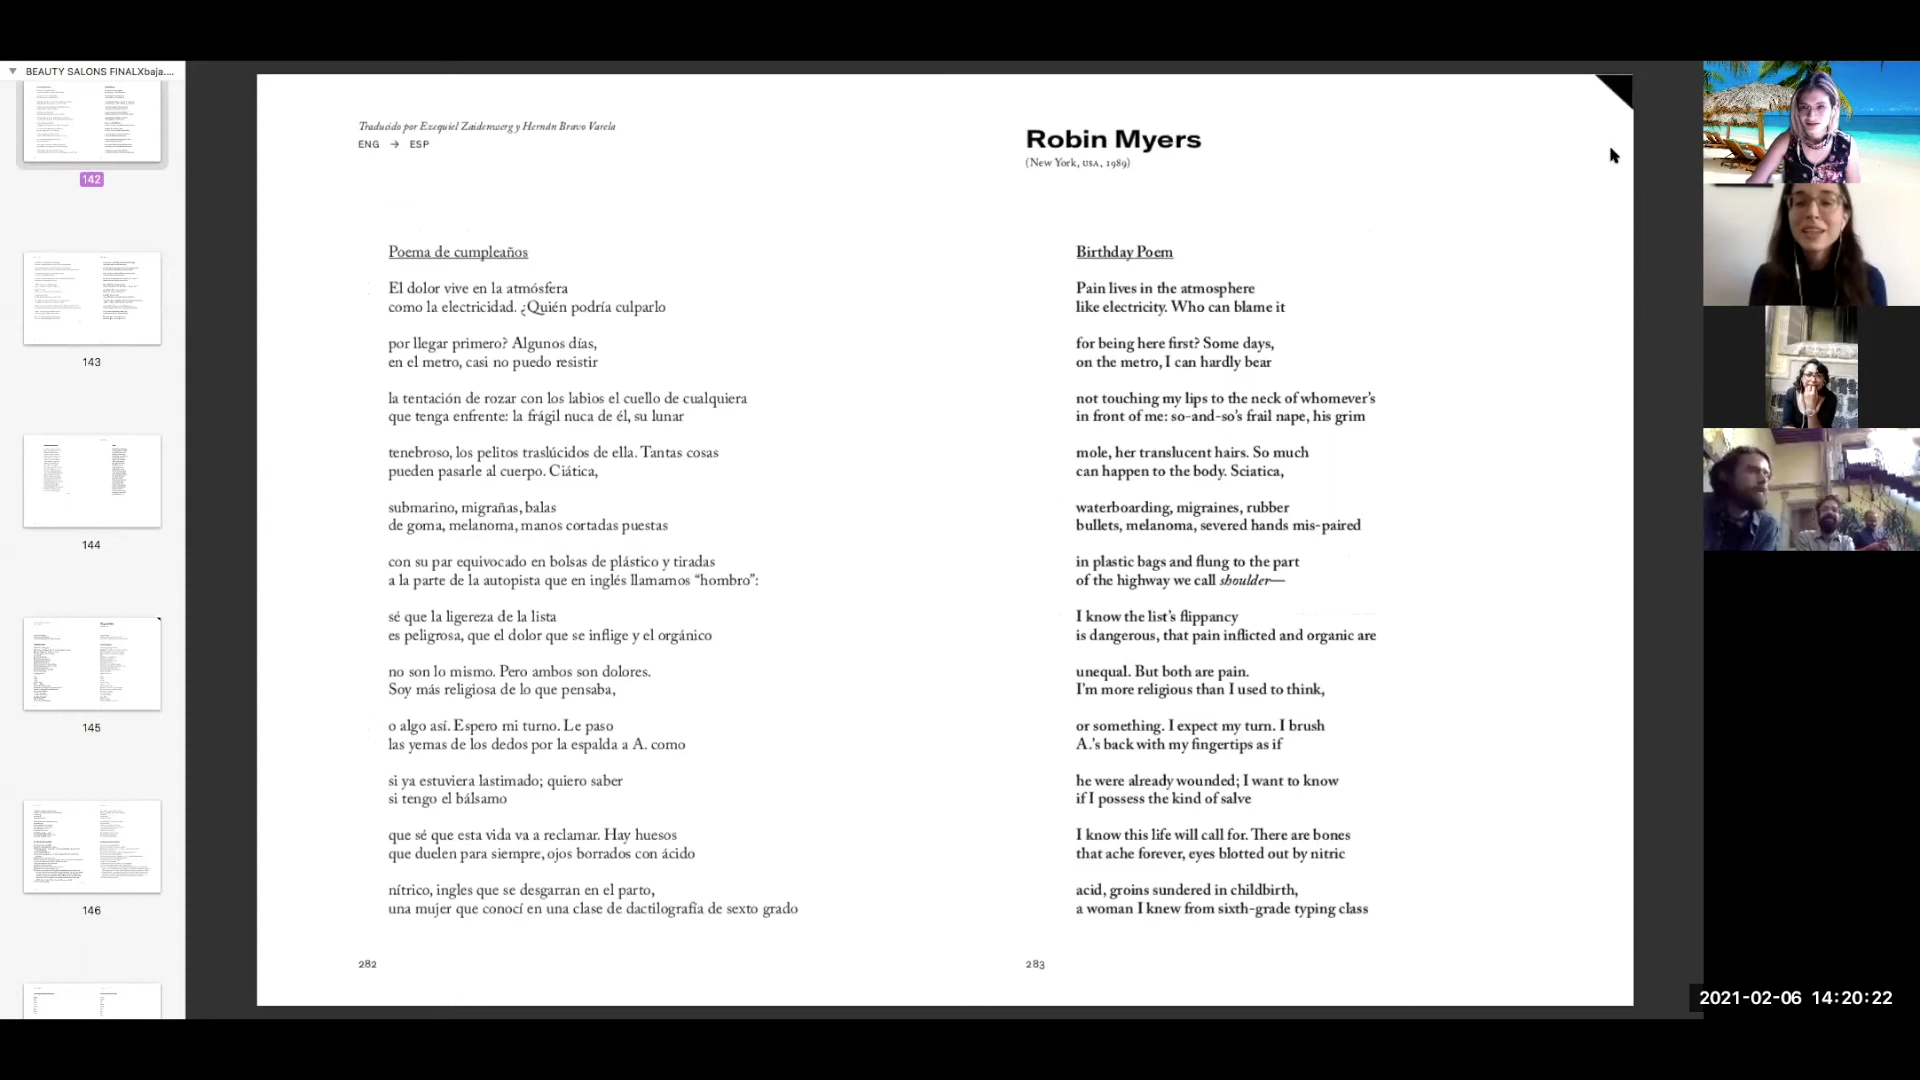 BEAUTY SALONS FINALXbaja....
142
143
144
145
146
Traducido por Ezequiel Zaidenwerg y Hernán Bravo Varela
ENG → ESP
Poema de cumpleaños
El dolor vive en la atmósfera
como la electricidad. ¿Quién podría culparlo
por llegar primero? Algunos días,
en el metro, casi no puedo resistir
la tentación de rozar con los labios el cuello de cualquiera
que tenga enfrente: la frágil nuca de él, su lunar
tenebroso, los pelitos traslúcidos de ella. Tantas cosas
pueden pasarle al cuerpo. Ciática,
submarino, migrañas, balas
de goma, melanoma, manos cortadas puestas
con su par equivocado en bolsas de plástico y tiradas
a la parte de la autopista que en inglés llamamos “hombro”:
sé que la ligereza de la lista
es peligrosa, que el dolor que se inflige y el orgánico
no son lo mismo. Pero ambos son dolores.
Soy más religiosa de lo que pensaba,
o algo así. Espero mi turno. Le paso
las yemas de los dedos por la espalda a A. como
si ya estuviera lastimado; quiero saber
si tengo el bálsamo
que sé que esta vida va a reclamar. Hay huesos
que duelen para siempre, ojos borrados con ácido
nítrico, ingles que se desgarran en el parto,
una mujer que conocí en una clase de dactilografía de sexto grado
282
Robin Myers
(New York, USA, 1989)
Birthday Poem
Pain lives in the atmosphere
like electricity. Who can blame it
for being here first? Some days,
on the metro, I can hardly bear
not touching my lips to the neck of whomever’s
in front of me: so-and-so’s frail nape, his grim
mole, her translucent hairs. So much
can happen to the body. Sciatica,
waterboarding, migraines, rubber
bullets, melanoma, severed hands mis-paired
in plastic bags and flung to the part
of the highway we call shoulder—
I know the list’s flippancy
is dangerous, that pain inflicted and organic are
unequal. But both are pain.
I’m more religious than I used to think,
or something. I expect my turn. I brush
A.’s back with my fingertips as if
he were already wounded; I want to know
if I possess the kind of salve
I know this life will call for. There are bones
that ache forever, eyes blotted out by nitric
acid, groins sundered in childbirth,
a woman I knew from sixth-grade typing class
283
2021-02-06 14:20:22